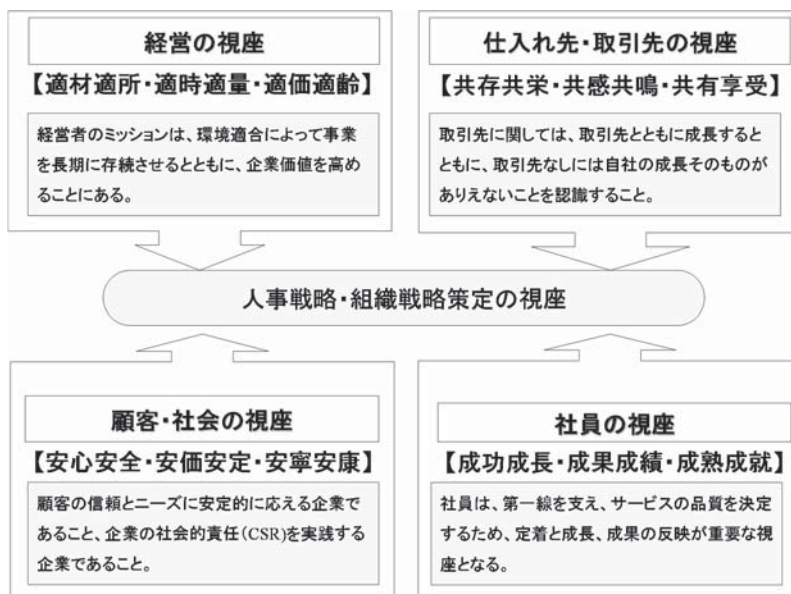 経営の視座
【適材適所・適時適量・適価適齢】
経営者のミッションは、環境適合によって事業
を長期に存続させるとともに、企業価値を高め
ることにある。
仕入れ先・取引先の視座
【共存共栄・共感共鳴・共有享受】
取引先に関しては、取引先とともに成長すると
ともに、取引先なしには自社の成長そのものが
ありえないことを認識すること。
人事戦略・組織戦略策定の視座
顧客・社会の視座
【安心安全・安価安定・安寧安康】
顧客の信頼とニーズに安定的に応える企業で
あること、企業の社会的責任(CSR)を実践する
企業であること。
社員の視座
【成功成長・成果成績・成熟成就】
社員は、第一線を支え、サービスの品質を決定
するため、定着と成長、成果の反映が重要な視
座となる。